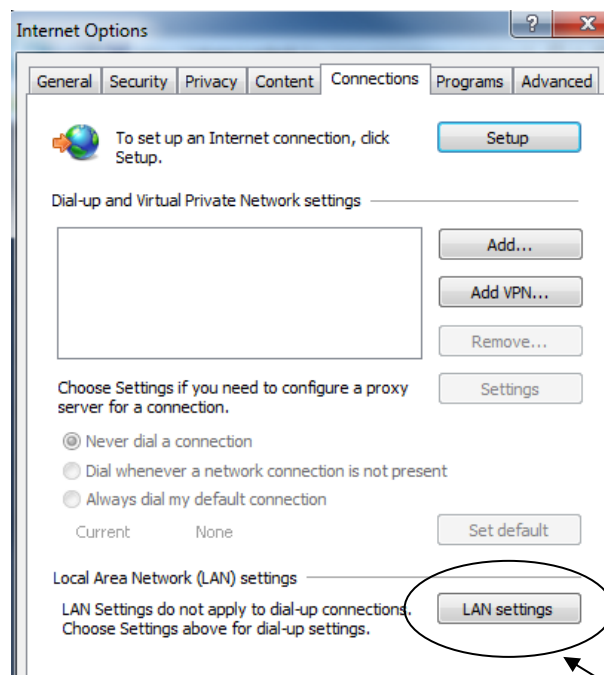 Internet Options
?
General Security Privacy Content Connections Programs Advanced
To set up an Internet connection, click
Setup.
Setup
Dial-up and Virtual Private Network settings
Add...
Add VPN...
Remove...
Choose Settings if you need to configure a proxy
server for a connection.
Settings
Never dial a connection
Dial whenever a network connection is not present
Always dial my default connection
Current None
Set default
Local Area Network (LAN) settings
LAN Settings do not apply to dial-up connections.
Choose Settings above for dial-up settings.
LAN settings